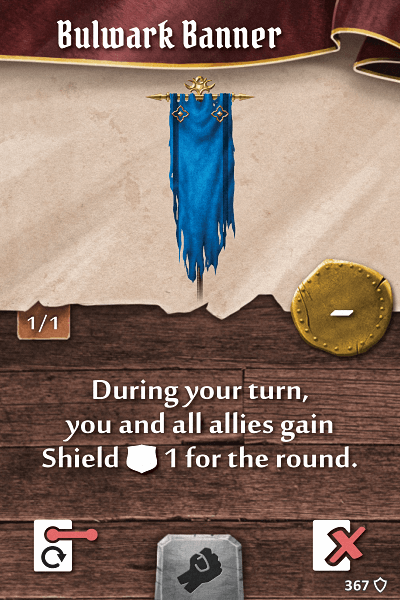 Bulwark Banner
1/1
-
During your turn,
you and all allies gain
Shield 1 for the round.
367